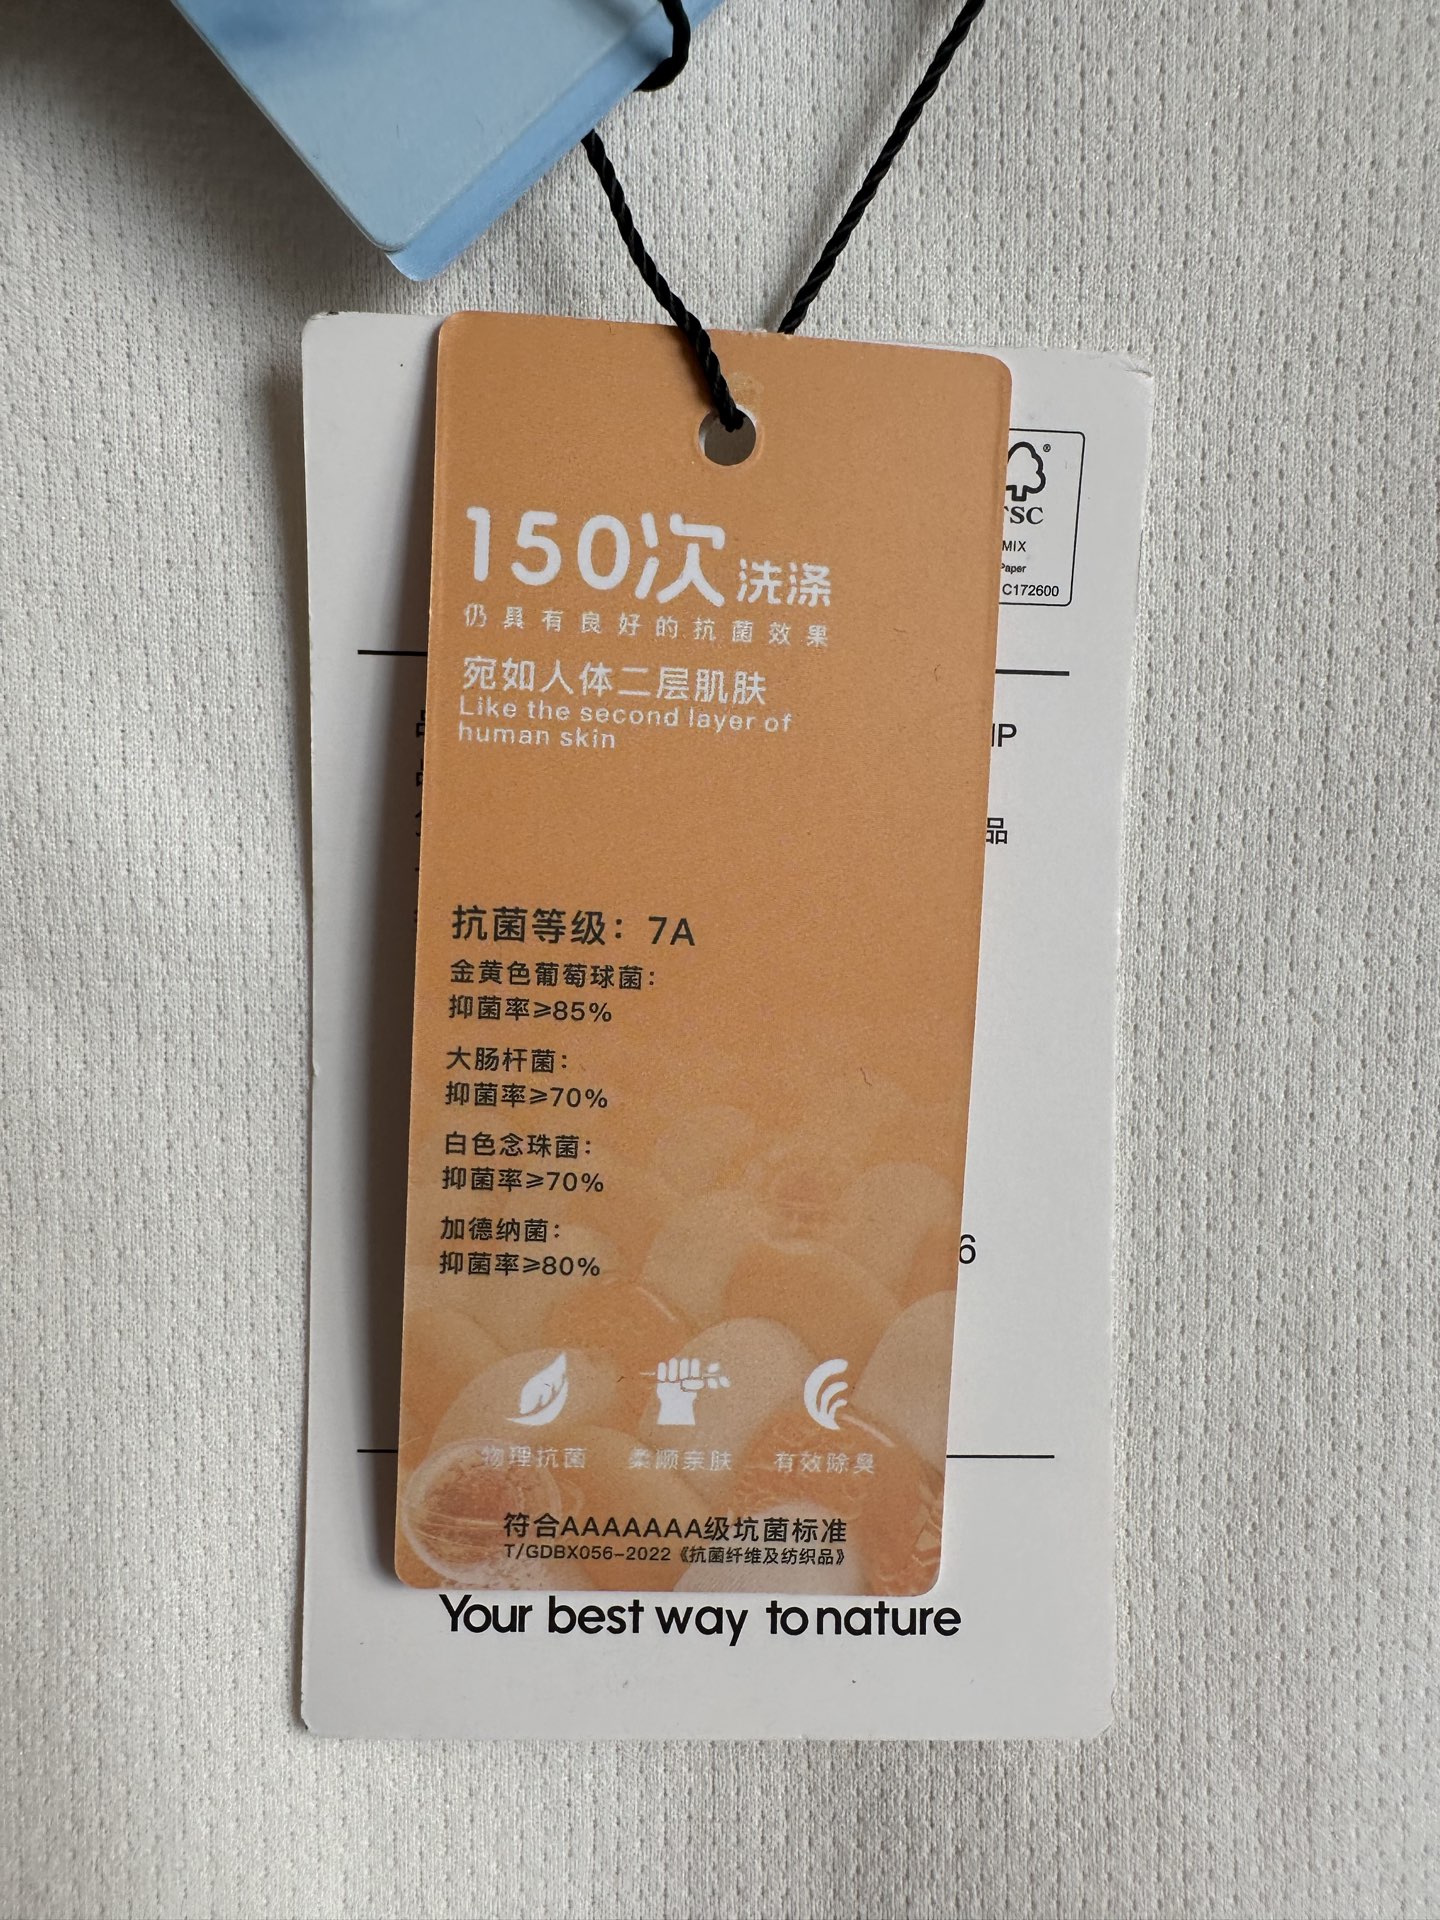 150次洗涤
仍具有良好的抗菌效果
宛如人体二层肌肤
Like the second layer of
human skin
抗菌等级：7A
金黄色葡萄球菌：
抑菌率≥85%
大肠杆菌：
抑菌率≥70%
白色念珠菌：
抑菌率≥70%
加德纳菌：
抑菌率≥80%
物理抗菌
柔顺亲肤
有效除臭
符合AAAAAAA级抗菌标准
T/GDBX056-2022《抗菌纤维及纺织品》
Your best way to nature
FSC
®
MIX
Paper
C172600
IP
品
6